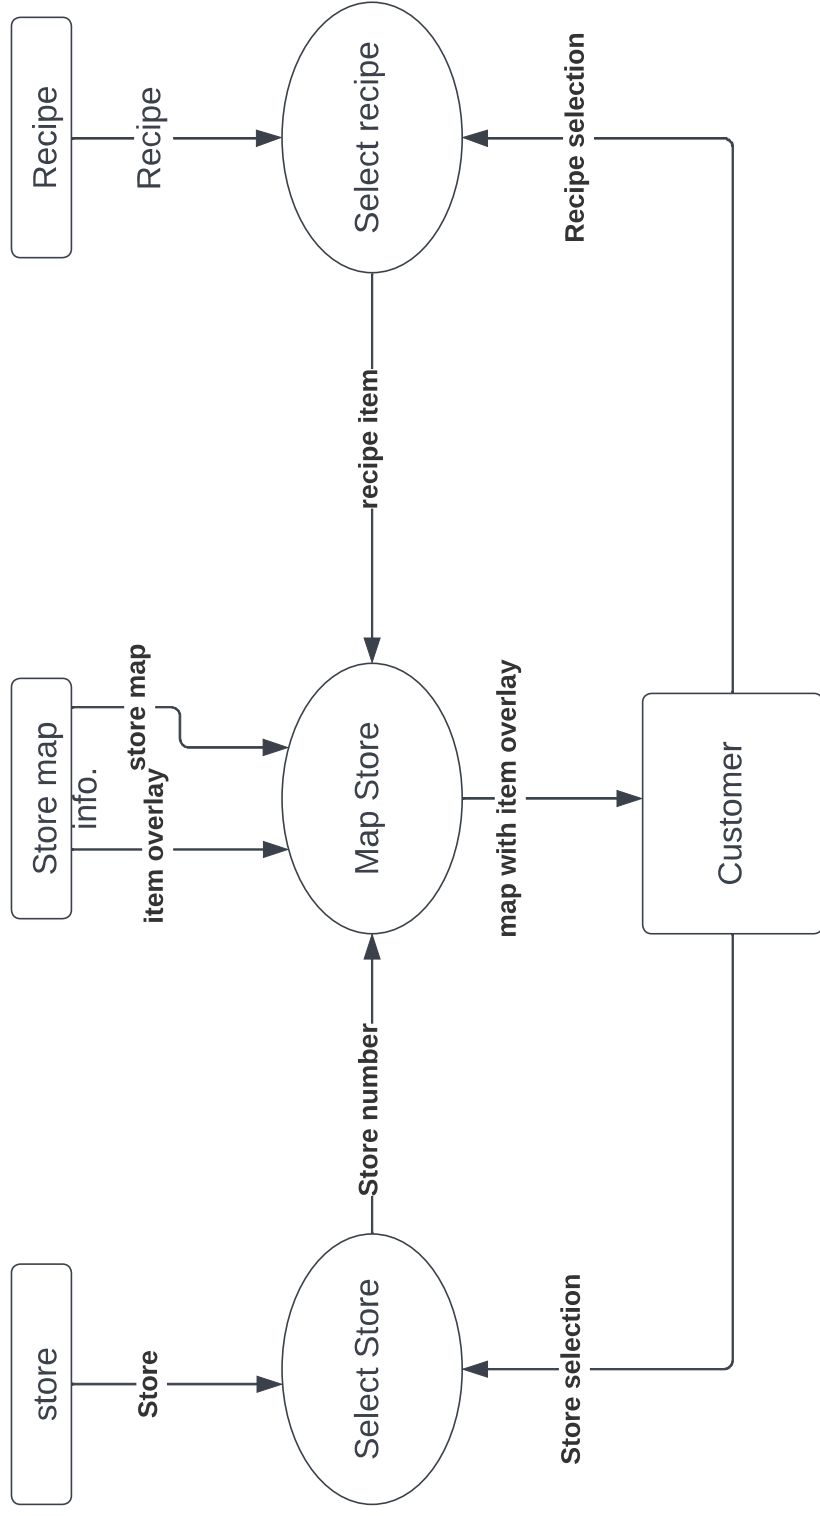 store
Store map
info.
Recipe
Store
item overlay
store map
Recipe
Select Store
Store number
Map Store
recipe item
Select recipe
Store selection
map with item overlay
Recipe selection
Customer